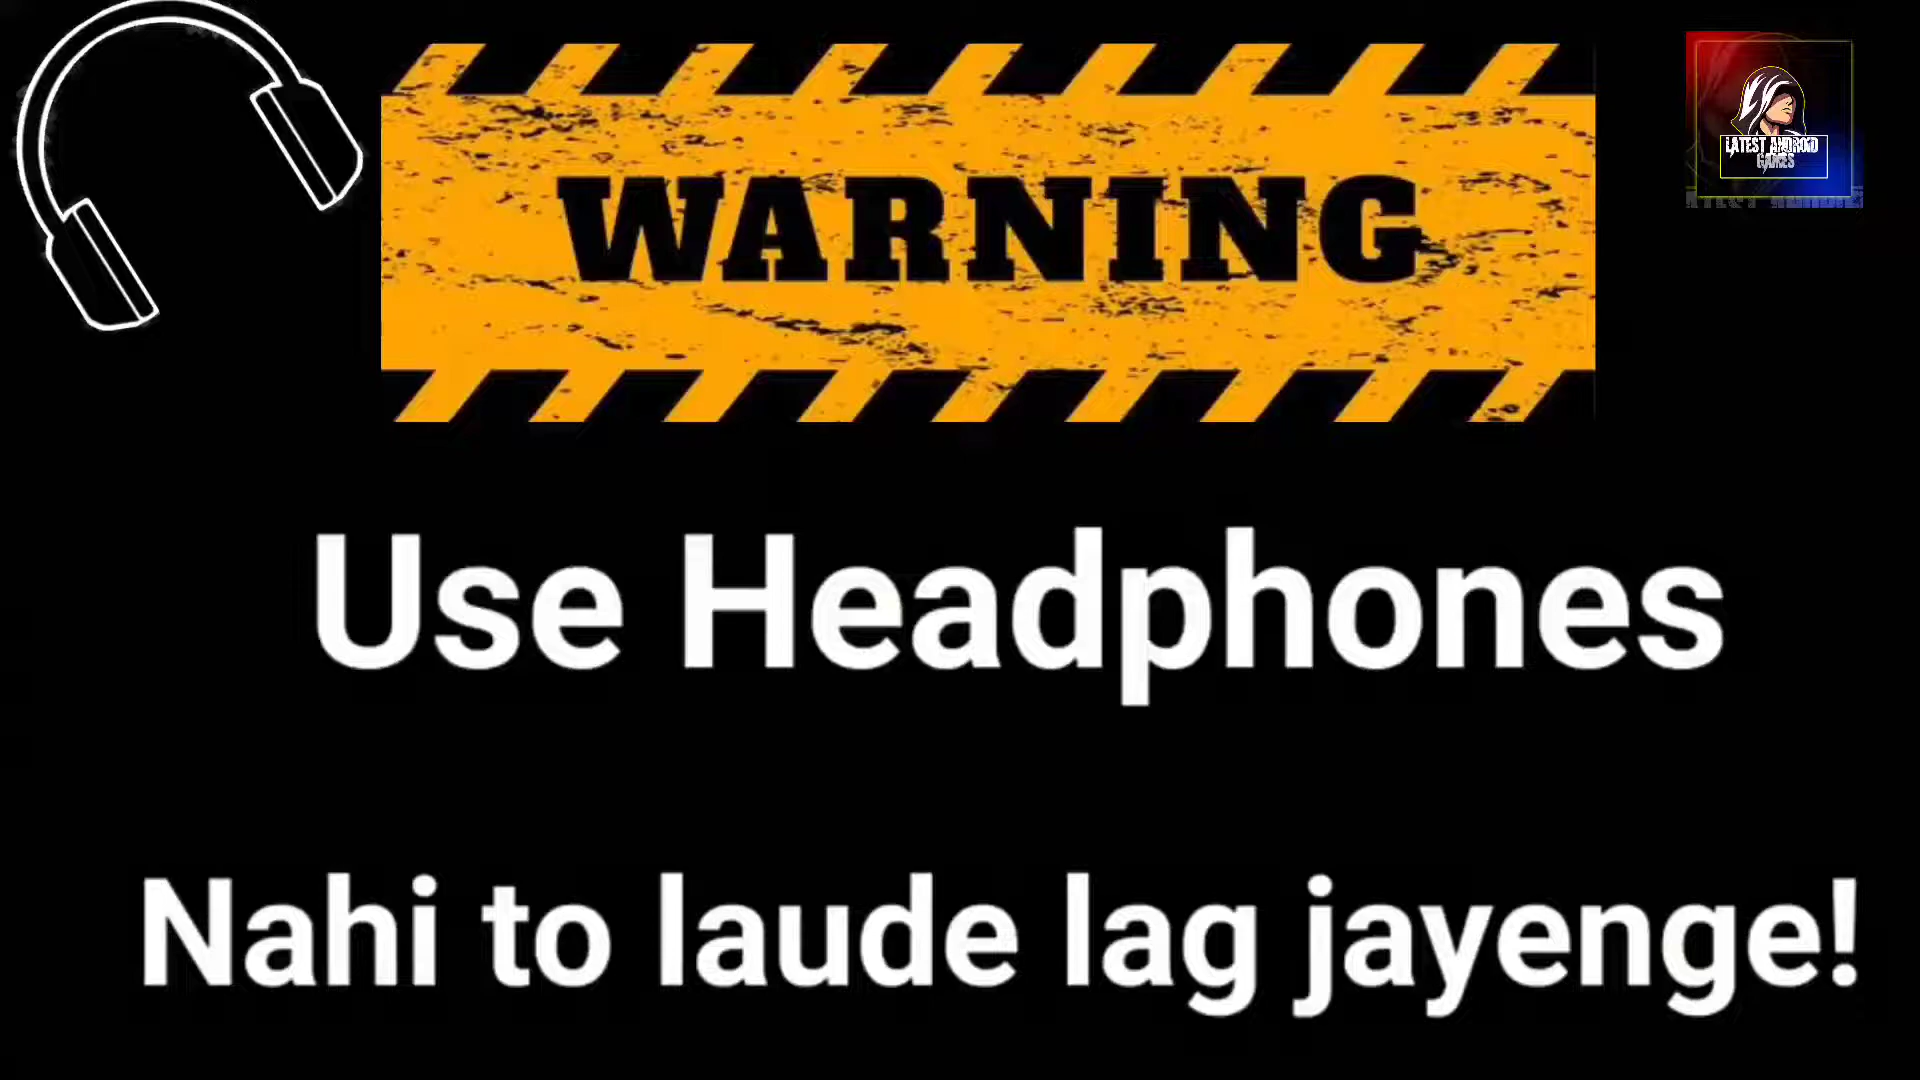 WARNING
LATEST ANDROID
GAMES
Use Headphones
Nahi to laude lag jayenge!